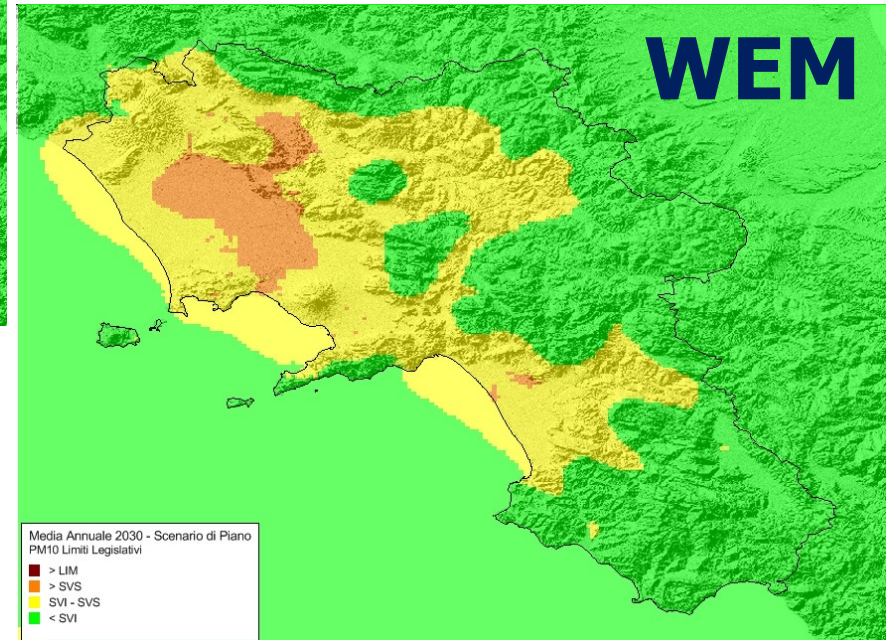 WEM
Media Annuale 2030 - Scenario di Piano
PM10 Limiti Legislativi
> LIM
> SVS
SVI - SVS
< SVI